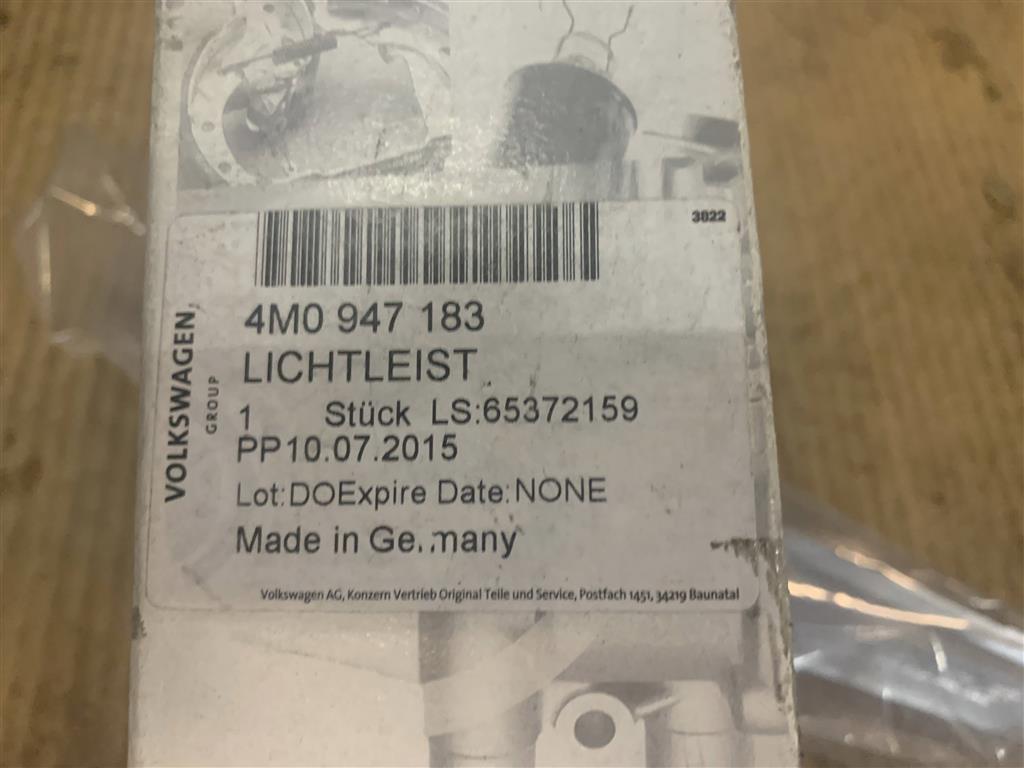 3022
4M0 947 183
LICHTLEIST
1 Stück LS:65372159
PP10.07.2015
Lot:DOExpire Date:NONE
Made in Ge..many
VOLKSWAGEN
GROUP
Volkswagen AG, Konzern Vertrieb Original Teile und Service, Postfach 1451, 34219 Baunatal